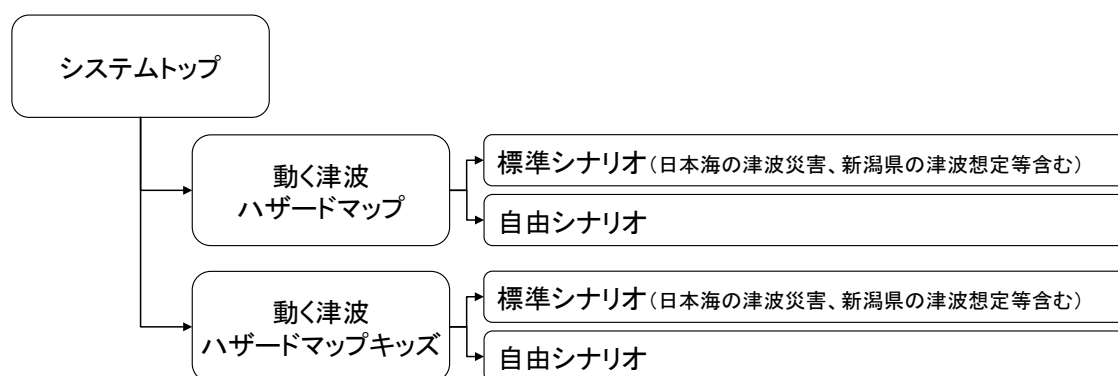 システムトップ
動く津波
ハザードマップ
標準シナリオ(日本海の津波災害、新潟県の津波想定等含む)
自由シナリオ
動く津波
ハザードマップキッズ
標準シナリオ(日本海の津波災害、新潟県の津波想定等含む)
自由シナリオ